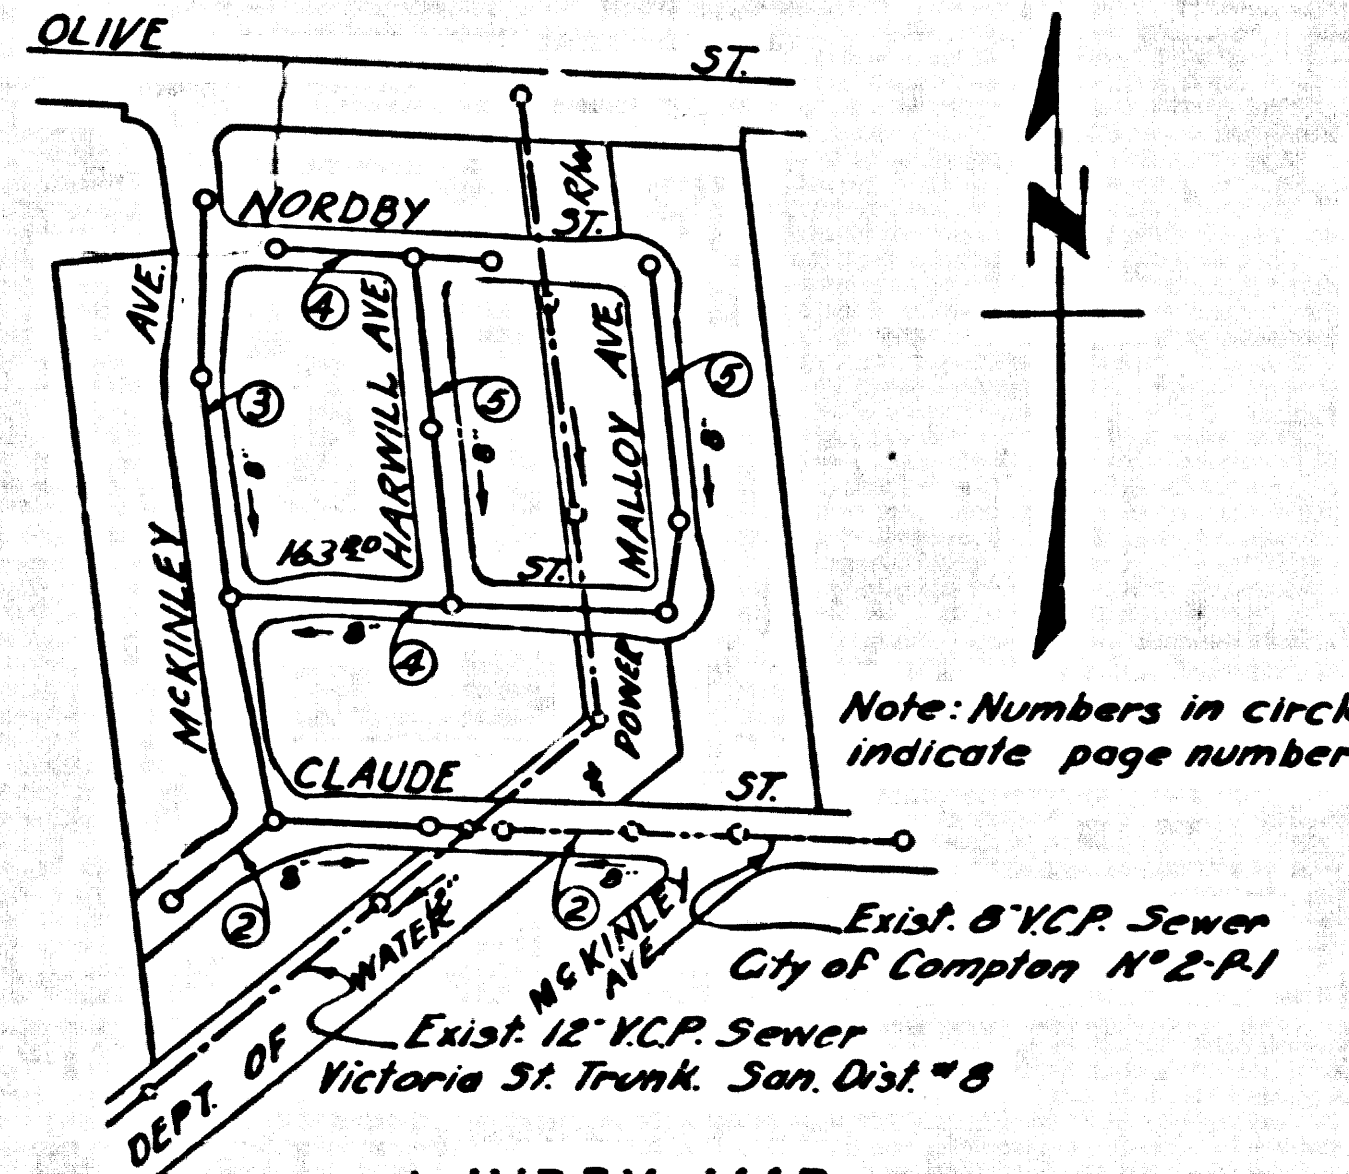 OLIVE ST.
NORDBY ST.
R/W
N
AVE.
4
HARWILL AVE.
MALLOY AVE.
3
5
5
8"
8"
8"
163RD ST.
McKINLEY
8"
4
POWER
Note: Numbers in circl
indicate page number
CLAUDE ST.
&
8"
2
12"
WATER
2
8"
McKINLEY
AVE.
Exist. 8" V.C.P. Sewer
City of Compton No 2-P-1
Exist. 12" V.C.P. Sewer
Victoria St. Trunk. San. Dist. #8
DEPT. OF